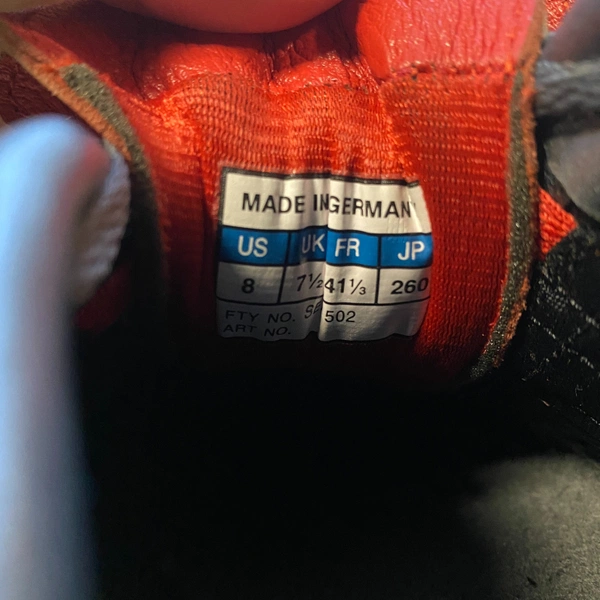 MADE IN GERMAN
US UK FR JP
8 7½ 41⅓ 260
FTY NO. 502
ART NO.